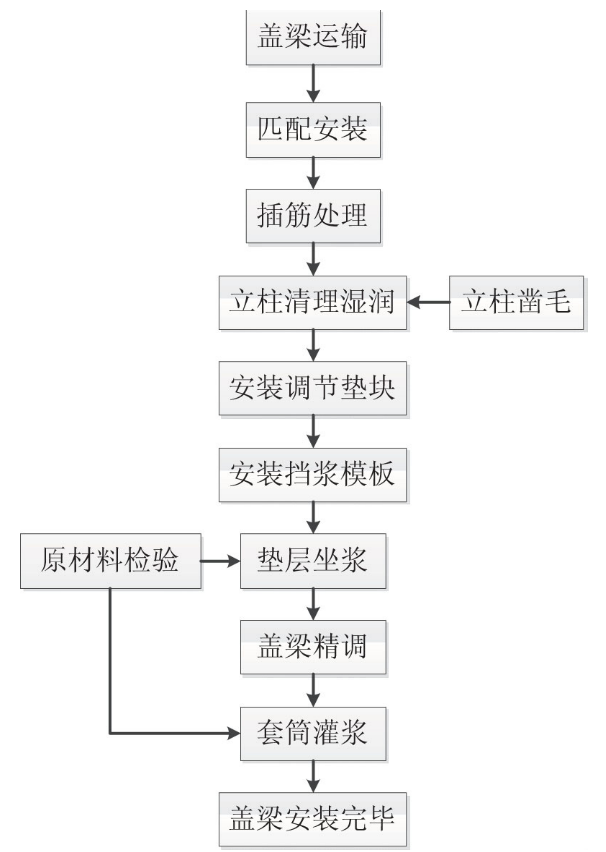 盖梁运输
匹配安装
插筋处理
立柱清理湿润
立柱凿毛
安装调节垫块
安装挡浆模板
原材料检验
垫层坐浆
盖梁精调
套筒灌浆
盖梁安装完毕